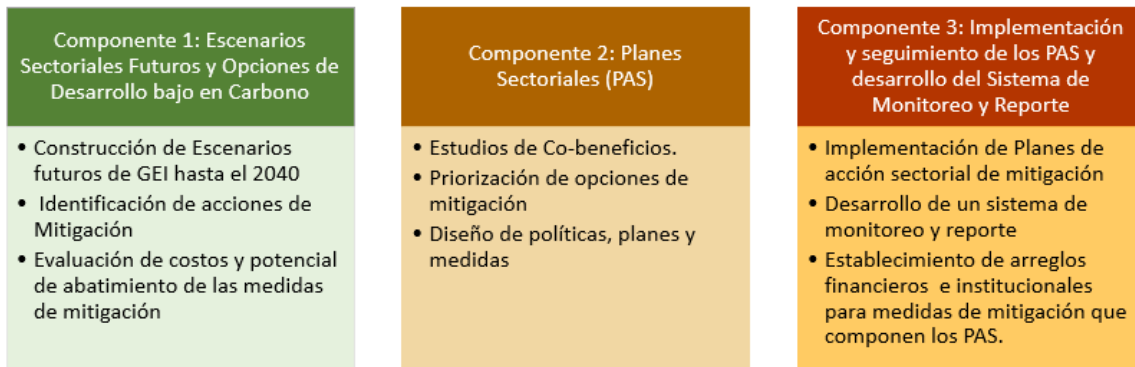 Componente 1: Escenarios
Sectoriales Futuros y Opciones de
Desarrollo bajo en Carbono
• Construcción de Escenarios
futuros de GEI hasta el 2040
• Identificación de acciones de
Mitigación
• Evaluación de costos y potencial
de abatimiento de las medidas
de mitigación
Componente 2: Planes
Sectoriales (PAS)
• Estudios de Co-beneficios.
• Priorización de opciones de
mitigación
• Diseño de políticas, planes y
medidas
Componente 3: Implementación
y seguimiento de los PAS y
desarrollo del Sistema de
Monitoreo y Reporte
• Implementación de Planes de
acción sectorial de mitigación
• Desarrollo de un sistema de
monitoreo y reporte
• Establecimiento de arreglos
financieros e institucionales
para medidas de mitigación que
componen los PAS.